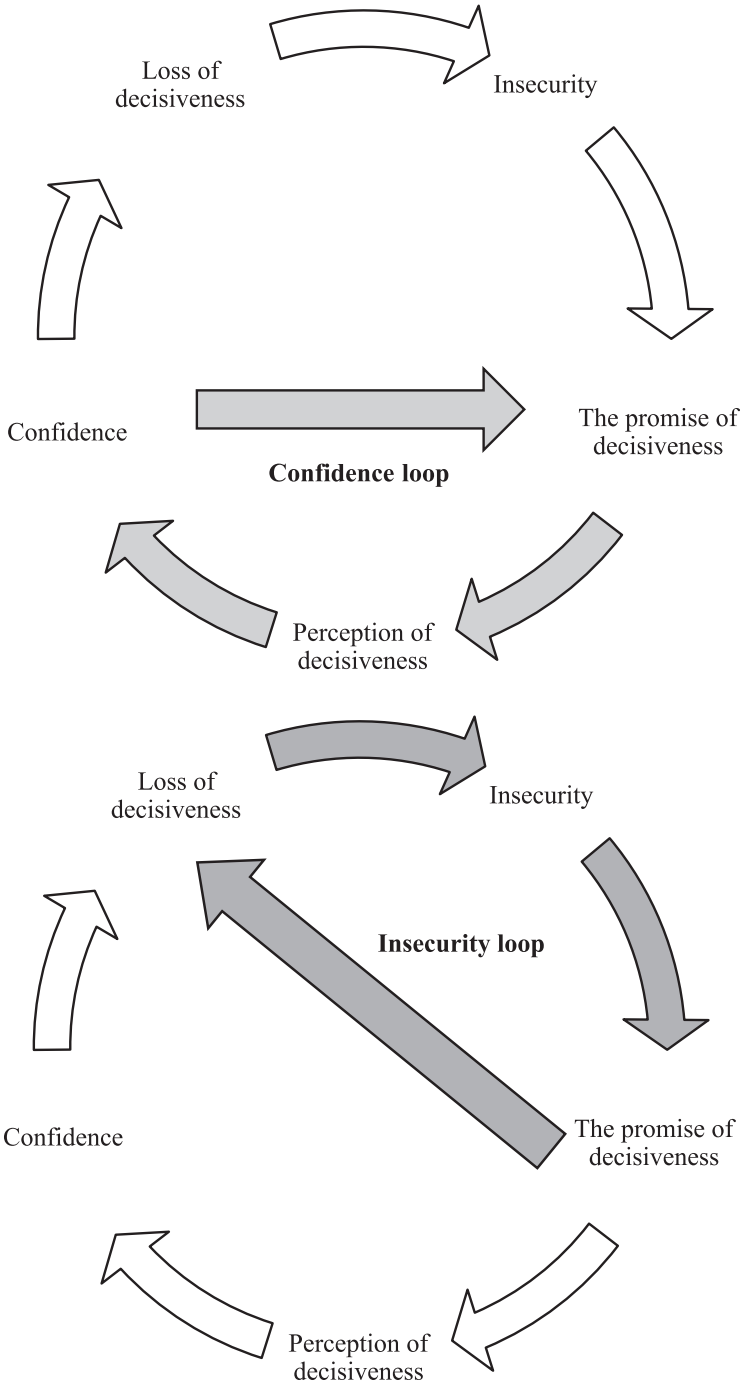 Loss of
decisiveness
Insecurity
Confidence
The promise of
decisiveness
Confidence loop
Perception of
decisiveness
Loss of
decisiveness
Insecurity
Insecurity loop
Confidence
The promise of
decisiveness
Perception of
decisiveness